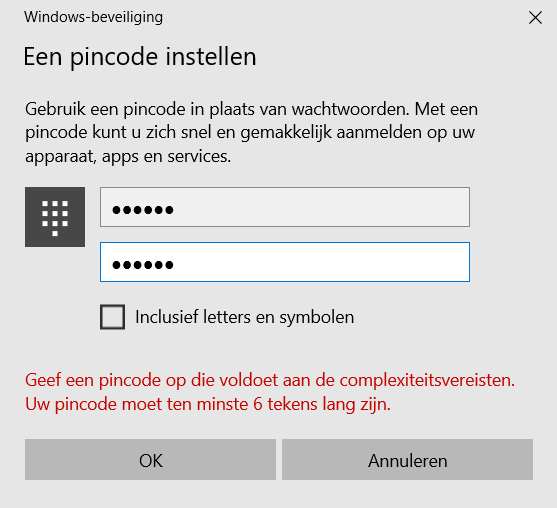 Windows-beveiliging
Een pincode instellen
Gebruik een pincode in plaats van wachtwoorden. Met een
pincode kunt u zich snel en gemakkelijk aanmelden op uw
apparaat, apps en services.
●●●●●●
●●●●●●
Inclusief letters en symbolen
Geef een pincode op die voldoet aan de complexiteitsvereisten.
Uw pincode moet ten minste 6 tekens lang zijn.
OK
Annuleren